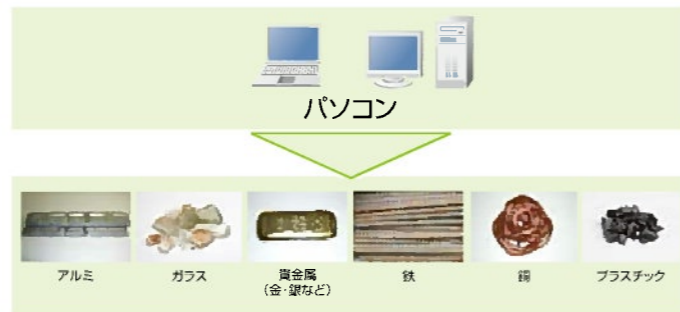 パソコン
アルミ
ガラス
貴金属
（金・銀など）
鉄
銅
プラスチック